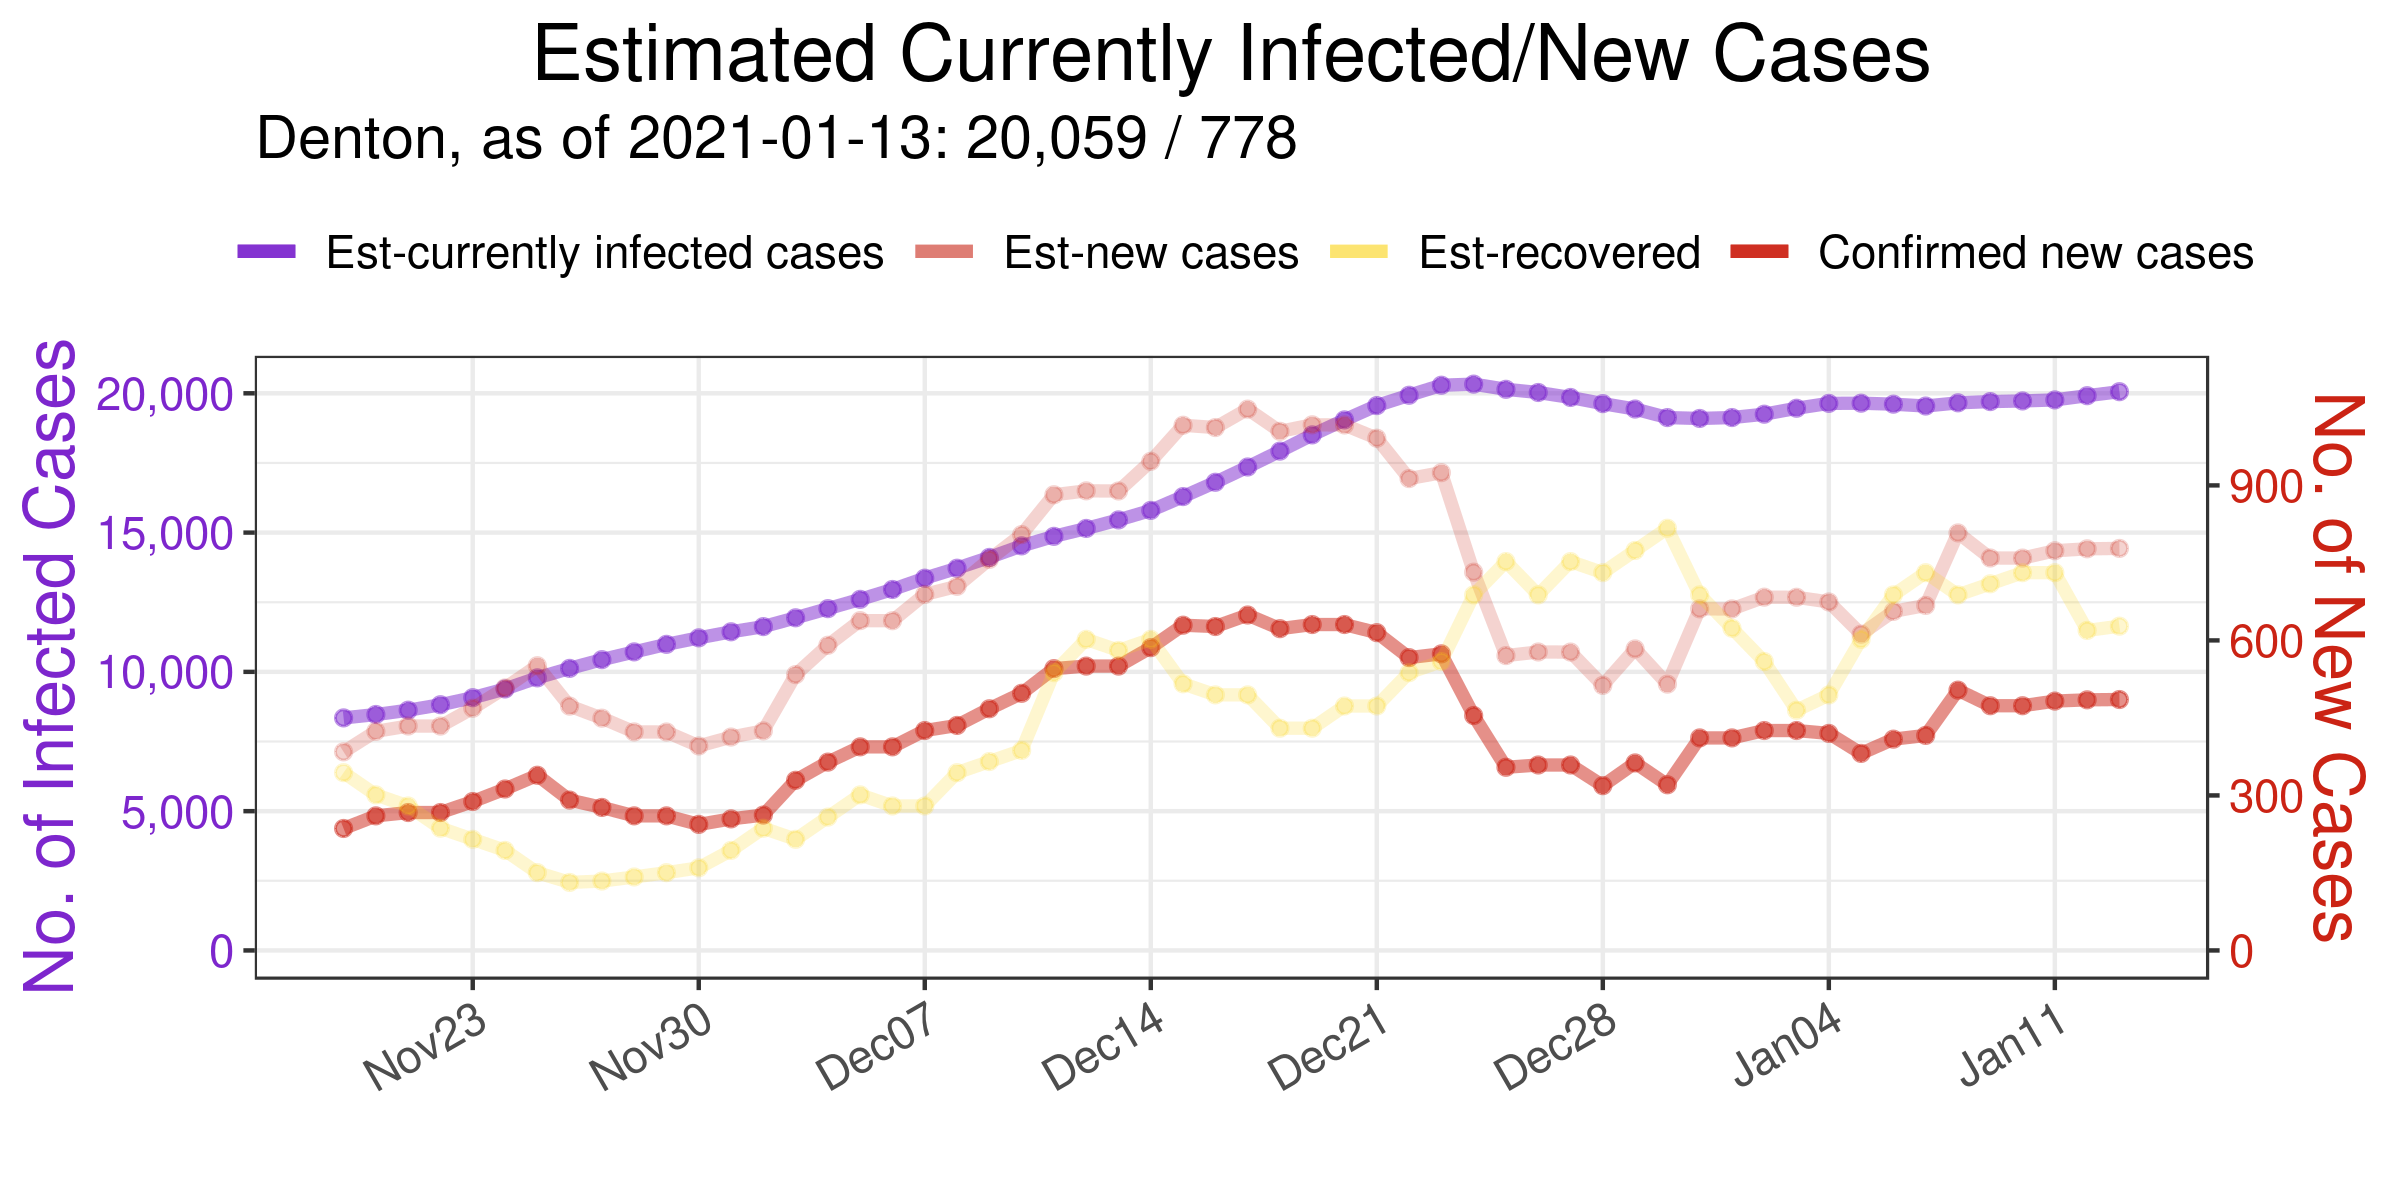 Estimated Currently Infected/New Cases
Denton, as of 2021-01-13: 20,059 / 778
Est-currently infected cases Est-new cases Est-recovered Confirmed new cases
No. of Infected Cases
20,000
15,000
10,000
5,000
0
900
600
300
0
No. of New Cases
Nov23 Nov30 Dec07 Dec14 Dec21 Dec28 Jan04 Jan11